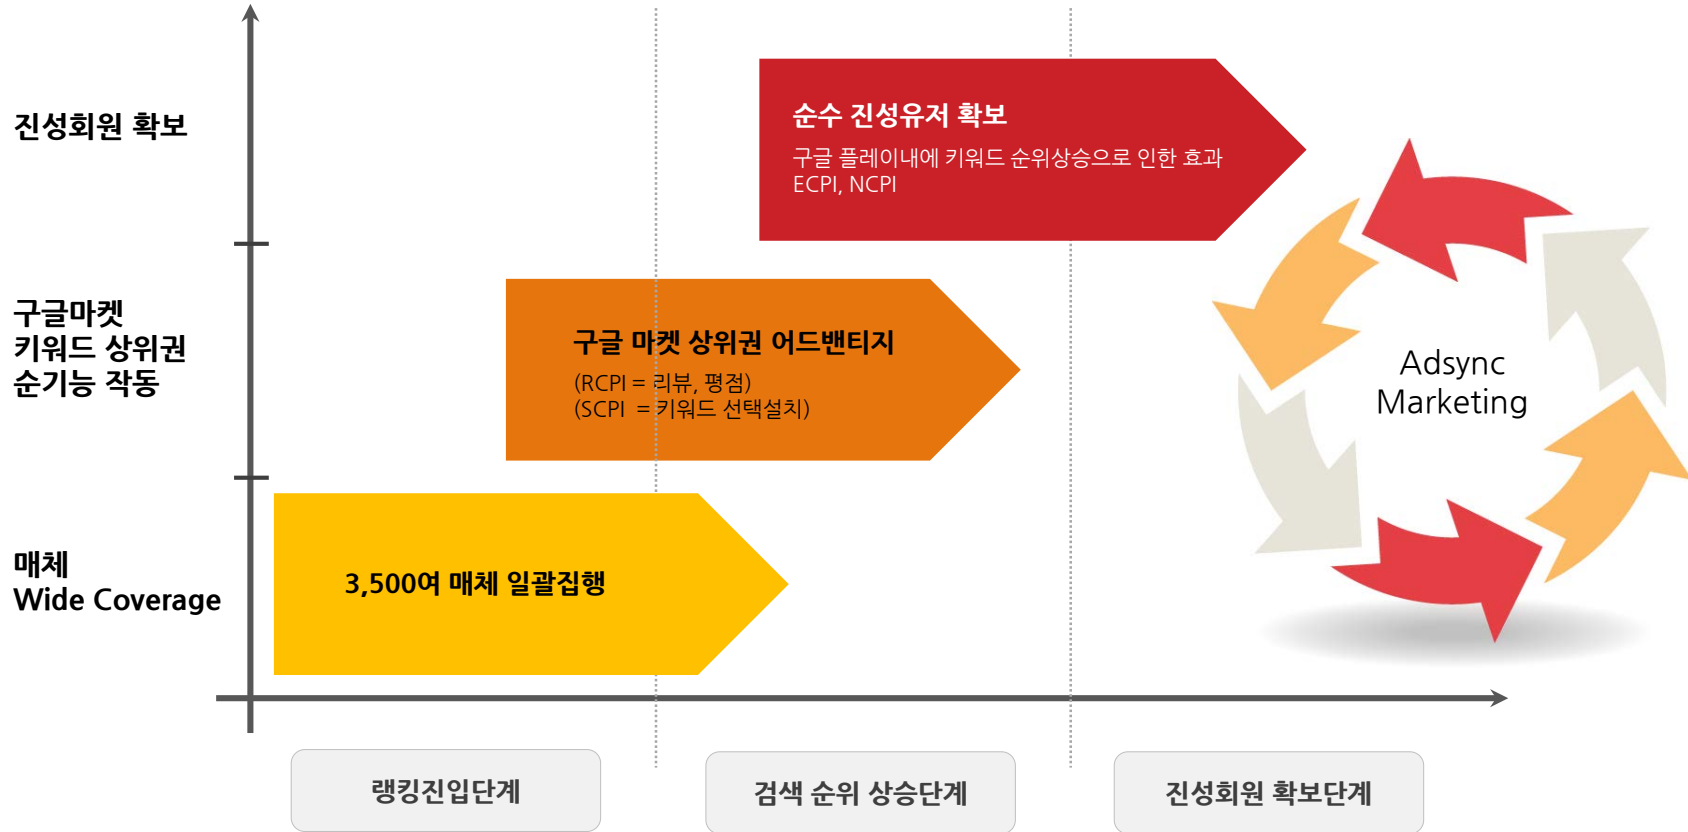 진성회원 확보
순수 진성유저 확보
구글 플레이내에 키워드 순위상승으로 인한 효과
ECPI, NCPI
구글마켓
키워드 상위권
순기능 작동
구글 마켓 상위권 어드밴티지
(RCPI = 리뷰, 평점)
(SCPI = 키워드 선택설치)
Adsync
Marketing
매체
Wide Coverage
3,500여 매체 일괄집행
랭킹진입단계
검색 순위 상승단계
진성회원 확보단계